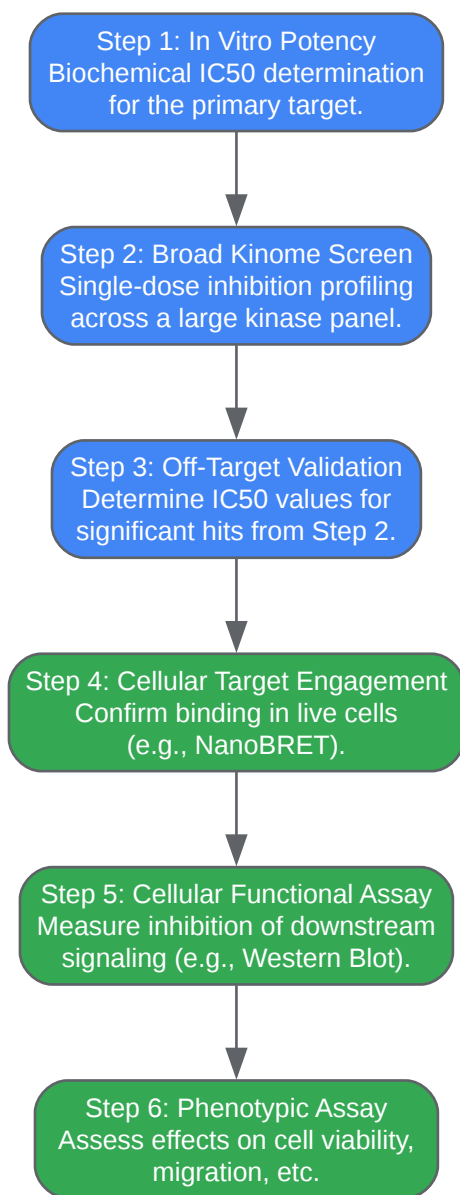 Step 1: In Vitro Potency
Biochemical IC50 determination
for the primary target.
Step 2: Broad Kinome Screen
Single-dose inhibition profiling
across a large kinase panel.
Step 3: Off-Target Validation
Determine IC50 values for
significant hits from Step 2.
Step 4: Cellular Target Engagement
Confirm binding in live cells
(e.g., NanoBRET).
Step 5: Cellular Functional Assay
Measure inhibition of downstream
signaling (e.g., Western Blot).
Step 6: Phenotypic Assay
Assess effects on cell viability,
migration, etc.